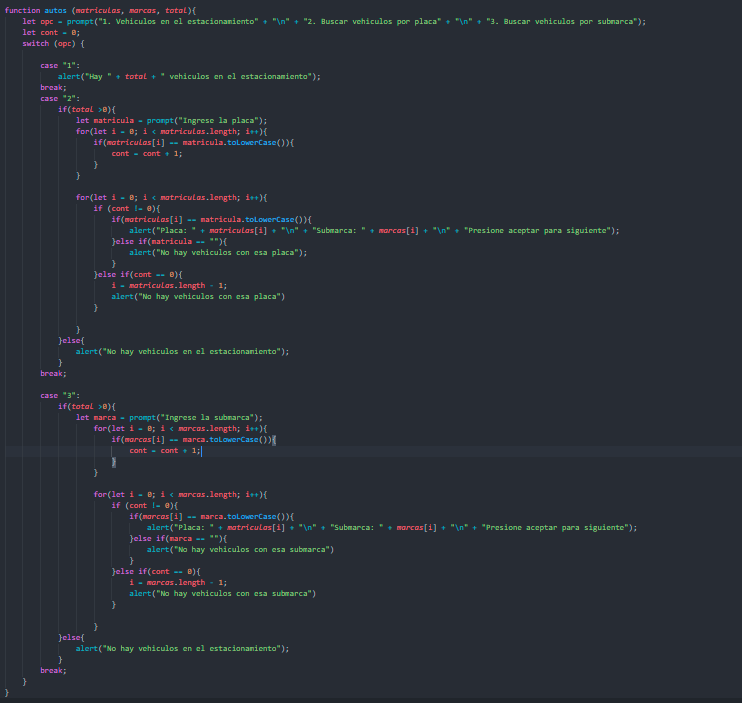 function autos (matriculas, marcas, total){
let opc = prompt("1. Vehiculos en el estacionamiento" + "\n" + "2. Buscar vehiculos por placa" + "\n" + "3. Buscar vehiculos por submarca");
let cont = 0;
switch (opc) {
case "1":
alert("Hay " + total + " vehiculos en el estacionamiento");
break;
case "2":
if(total >0){
let matricula = prompt("Ingrese la placa");
for(let i = 0; i < matriculas.length; i++){
if(matriculas[i] == matricula.toLowerCase()){
cont = cont + 1;
}
}
for(let i = 0; i < matriculas.length; i++){
if (cont != 0){
if(matriculas[i] == matricula.toLowerCase()){
alert("Placa: " + matriculas[i] + "\n" + "Submarca: " + marcas[i] + "\n" + "Presione aceptar para siguiente");
}else if(matricula == ""){
alert("No hay vehiculos con esa placa");
}
}else if(cont == 0){
i = matriculas.length - 1;
alert("No hay vehiculos con esa placa")
}
}
}else{
alert("No hay vehiculos en el estacionamiento");
}
break;
case "3":
if(total >0){
let marca = prompt("Ingrese la submarca");
for(let i = 0; i < marcas.length; i++){
if(marcas[i] == marca.toLowerCase()){
cont = cont + 1;
}
}
for(let i = 0; i < marcas.length; i++){
if (cont != 0){
if(marcas[i] == marca.toLowerCase()){
alert("Placa: " + matriculas[i] + "\n" + "Submarca: " + marcas[i] + "\n" + "Presione aceptar para siguiente");
}else if(marca == ""){
alert("No hay vehiculos con esa submarca")
}
}else if(cont == 0){
i = marcas.length - 1;
alert("No hay vehiculos con esa submarca")
}
}
}else{
alert("No hay vehiculos en el estacionamiento");
}
break;
}
}